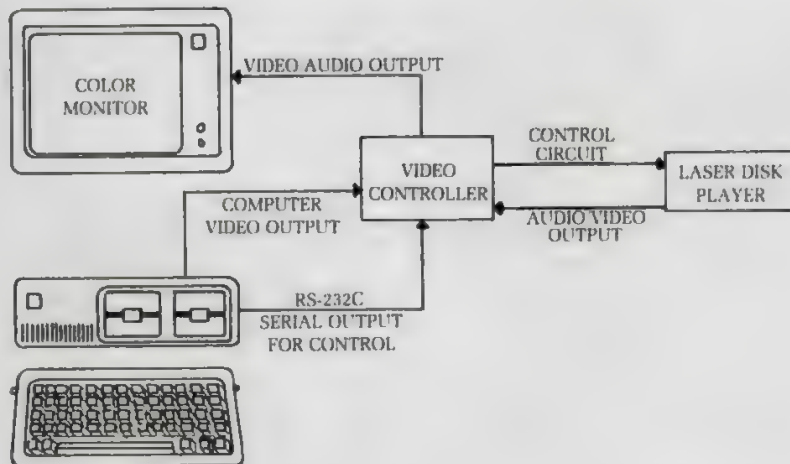 COLOR
MONITOR
VIDEO AUDIO OUTPUT
VIDEO
CONTROLLER
CONTROL
CIRCUIT
LASER DISK
PLAYER
AUDIO VIDEO
OUTPUT
COMPUTER
VIDEO OUTPUT
RS-232C
SERIAL OUTPUT
FOR CONTROL